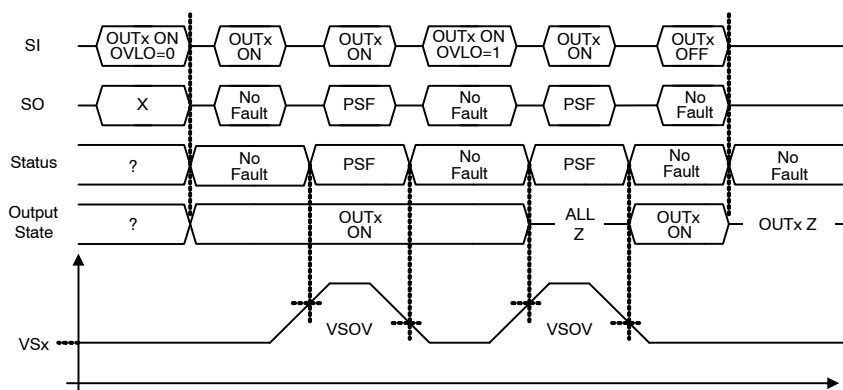 SI
OUTx ON
OVLO=0
OUTx
ON
OUTx
ON
OUTx ON
OVLO=1
OUTx
ON
OUTx
OFF
SO
X
No
Fault
PSF
No
Fault
PSF
No
Fault
Status
?
No
Fault
PSF
No
Fault
PSF
No
Fault
No
Fault
Output
State
?
OUTx
ON
ALL
Z
OUTx
ON
OUTx Z
VSx
VSOV
VSOV